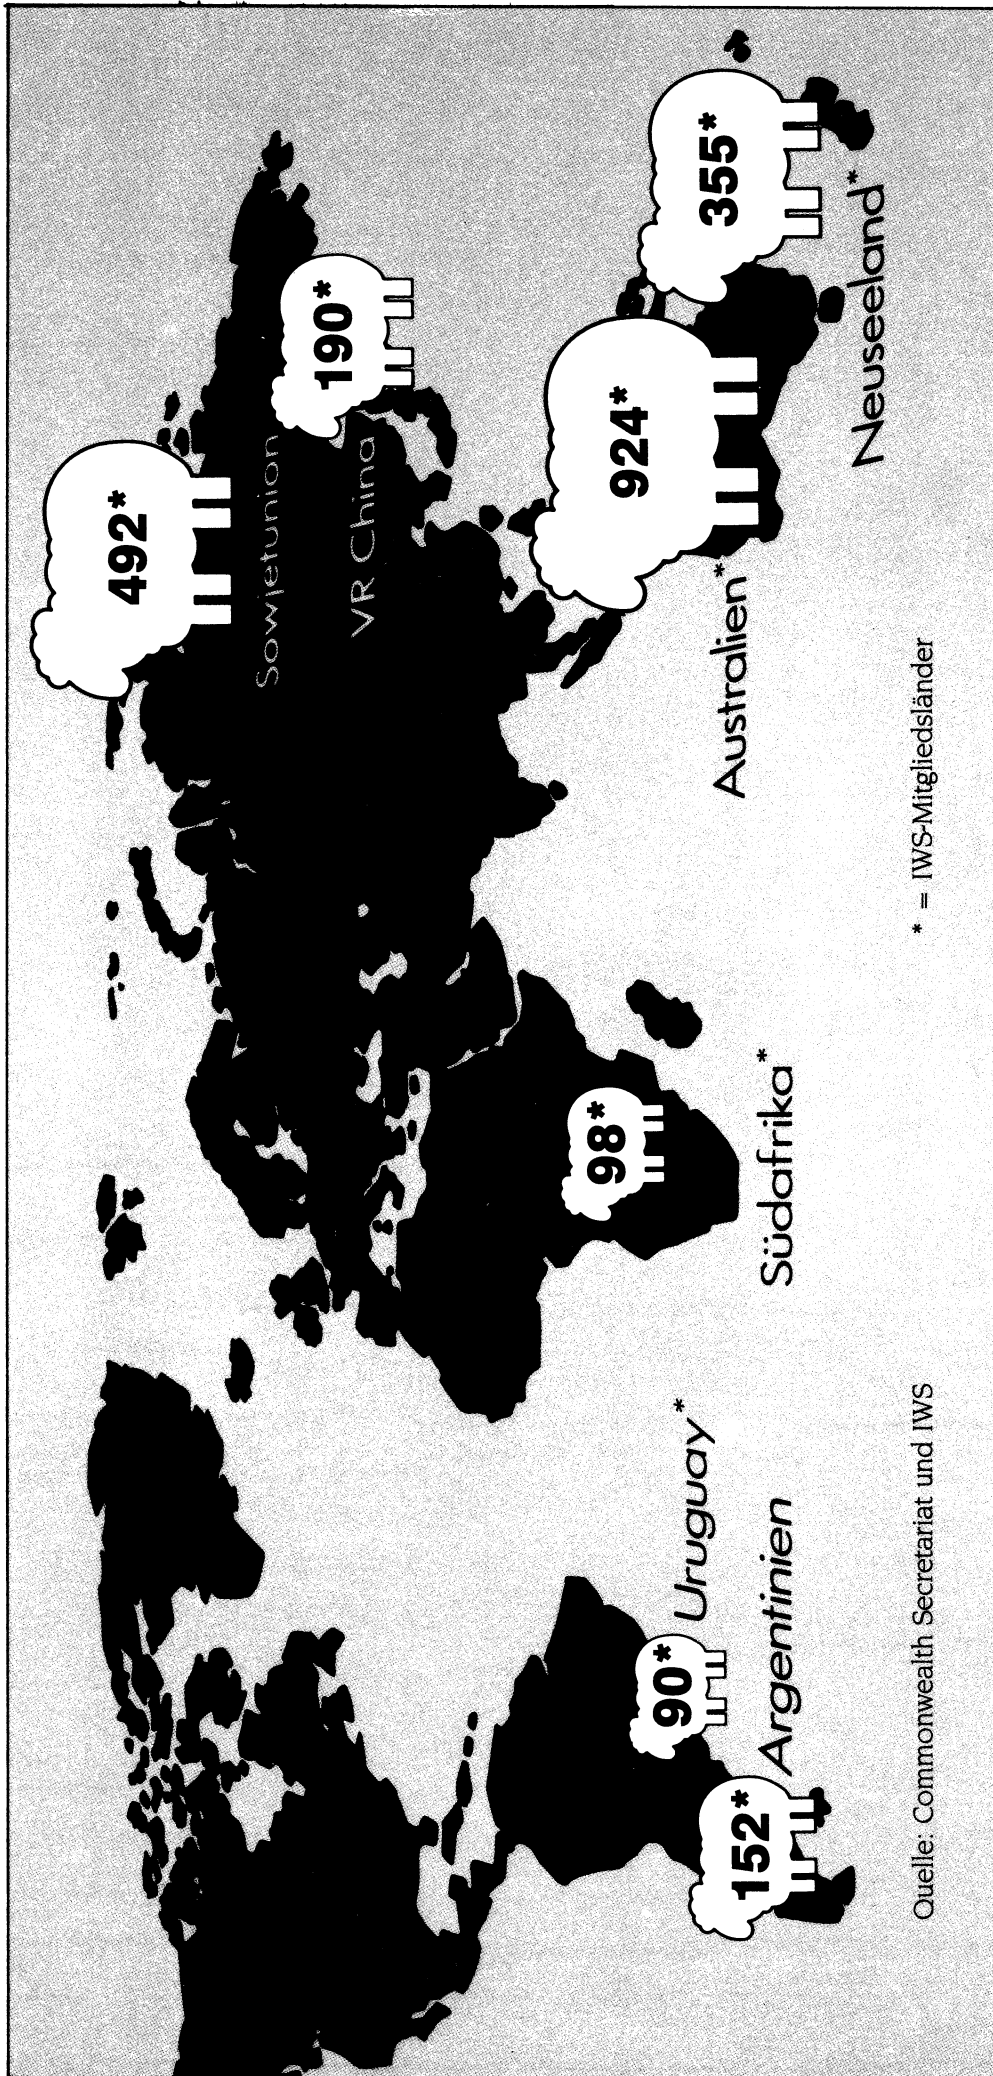 492*
190*
Sowjetunion
VR China
355*
924*
98*
90*
152*
Neuseeland*
Australien*
Südafrika*
Uruguay*
Argentinien
* = IWS-Mitgliedsländer
Quelle: Commonwealth Secretariat und IWS